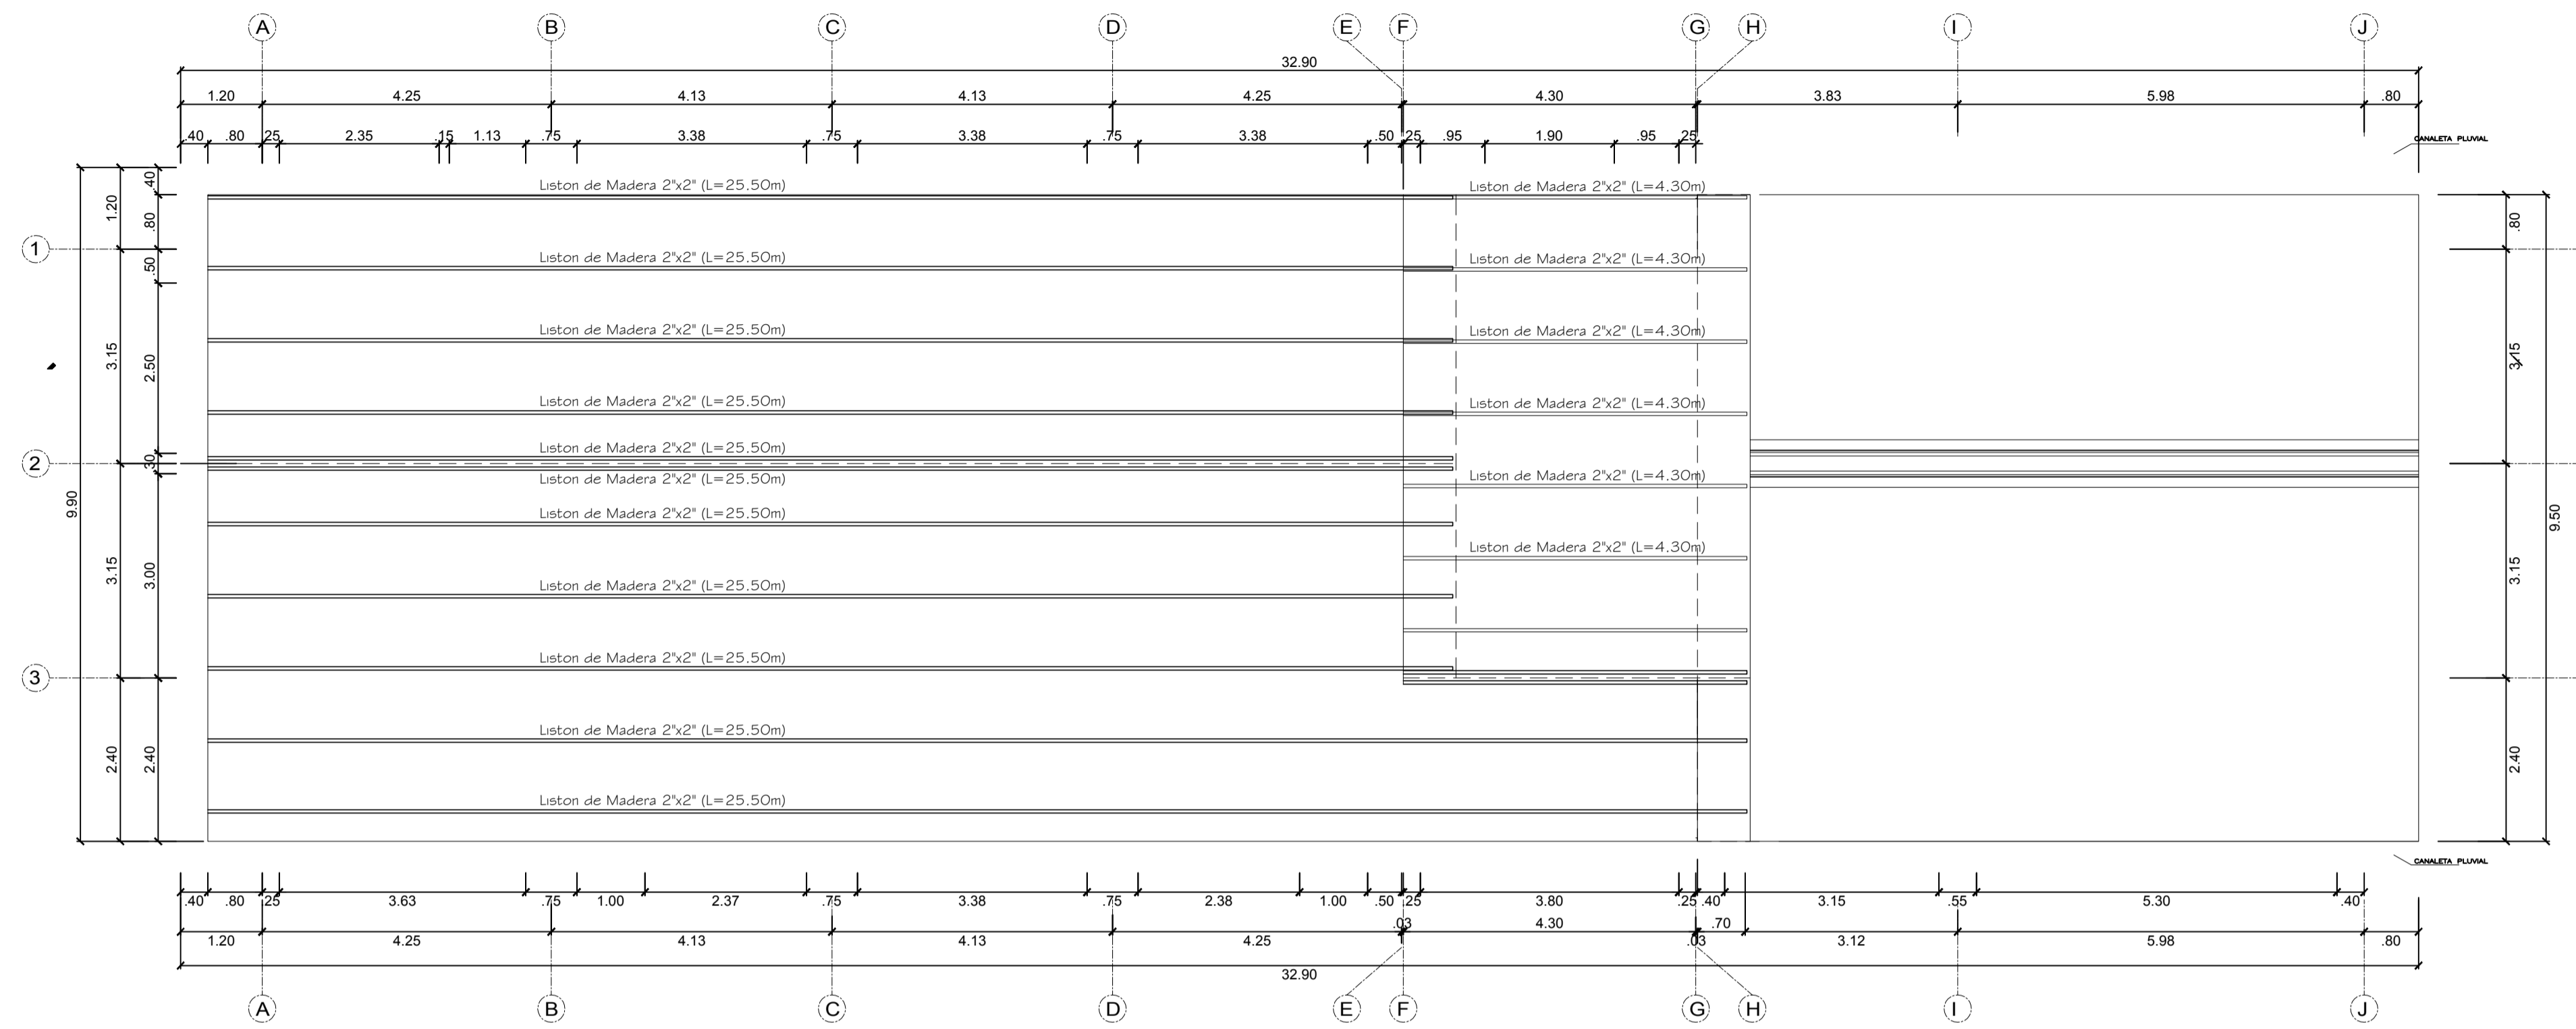 A B C D E F G H I J
32.90
1.20 4.25 4.13 4.13 4.25 4.30 3.83 5.98 .80
.40 .80 .25 2.35 .15 1.13 .75 3.38 .75 3.38 .75 3.38 .50 .25 .95 1.90 .95 .25
CANALETA PLUVIAL
Liston de Madera 2"x2" (L=25.50m) Liston de Madera 2"x2" (L=4.30m)
1.20 .40 .80 .80
1
Liston de Madera 2"x2" (L=25.50m) Liston de Madera 2"x2" (L=4.30m)
.50
Liston de Madera 2"x2" (L=25.50m) Liston de Madera 2"x2" (L=4.30m)
3.15 2.50 3.15
Liston de Madera 2"x2" (L=25.50m) Liston de Madera 2"x2" (L=4.30m)
Liston de Madera 2"x2" (L=25.50m)
2 .30
Liston de Madera 2"x2" (L=25.50m) Liston de Madera 2"x2" (L=4.30m)
9.90 9.50
Liston de Madera 2"x2" (L=25.50m)
Liston de Madera 2"x2" (L=4.30m)
3.15 3.00 3.15
Liston de Madera 2"x2" (L=25.50m)
Liston de Madera 2"x2" (L=25.50m)
3
Liston de Madera 2"x2" (L=25.50m)
2.40 2.40 2.40
Liston de Madera 2"x2" (L=25.50m)
CANALETA PLUVIAL
.40 .80 .25 3.63 .75 1.00 2.37 .75 3.38 .75 2.38 1.00 .50 .25 3.80 .25 .40 3.15 .55 5.30 .40
.03 4.30 .70
1.20 4.25 4.13 4.13 4.25 .03 3.12 5.98 .80
32.90
A B C D E F G H I J